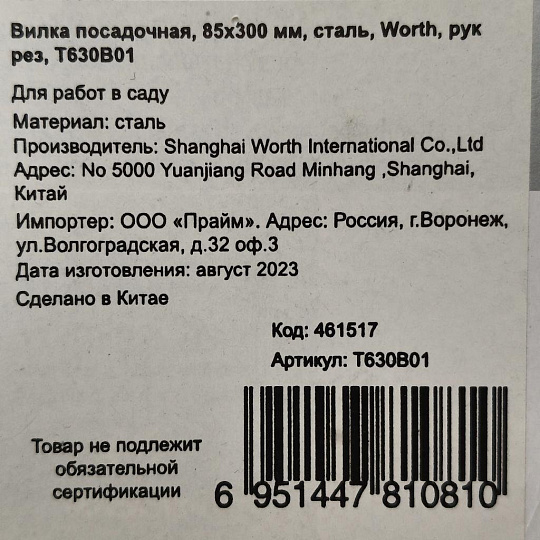 Вилка посадочная, 85х300 мм, сталь, Worth, рук
рез, T630B01
Для работ в саду
Материал: сталь
Производитель: Shanghai Worth International Co.,Ltd
Адрес: No 5000 Yuanjiang Road Minhang ,Shanghai,
Китай
Импортер: ООО «Прайм». Адрес: Россия, г.Воронеж,
ул.Волгоградская, д.32 оф.3
Дата изготовления: август 2023
Сделано в Китае
Код: 461517
Артикул: T630B01
Товар не подлежит
обязательной
сертификации
6 951447 810810